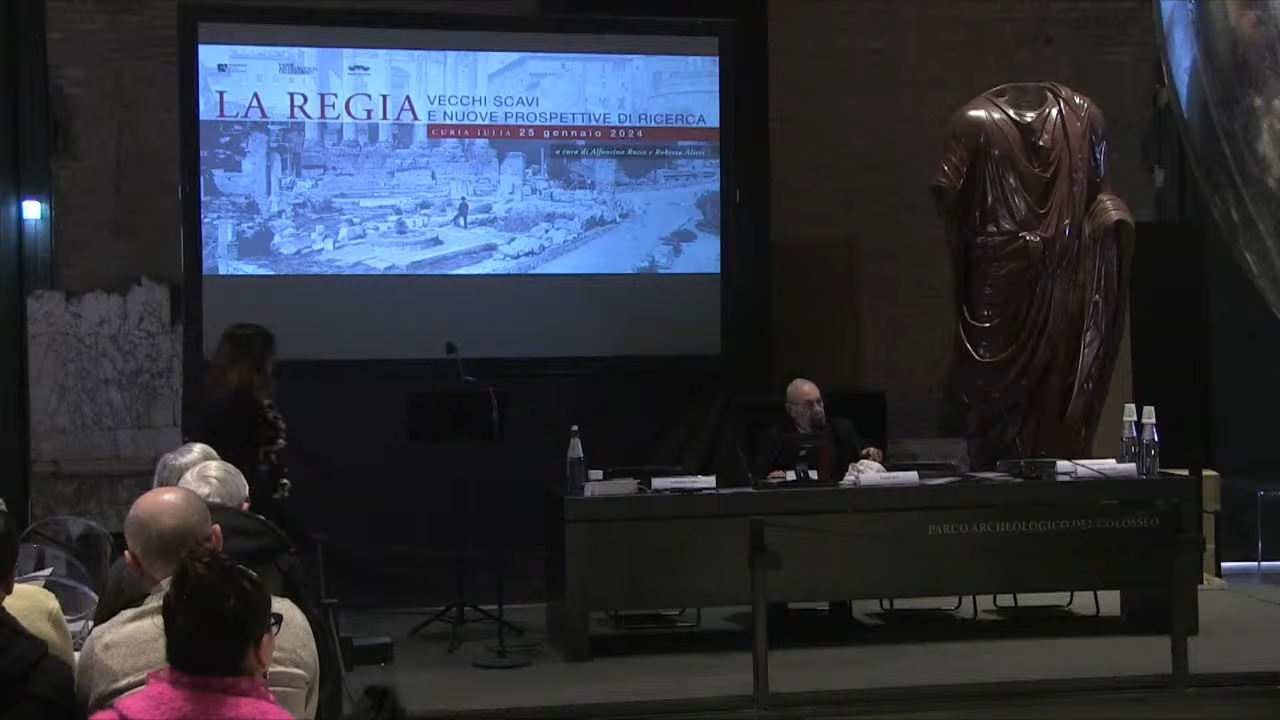 LA REGIA
VECCHI SCAVI
E NUOVE PROSPETTIVE DI RICERCA
CURIA IULIA 25 gennaio 2024
a cura di Alfonsina Russo e Roberta Alteri
PARCO ARCHEOLOGICO DEL COLOSSEO